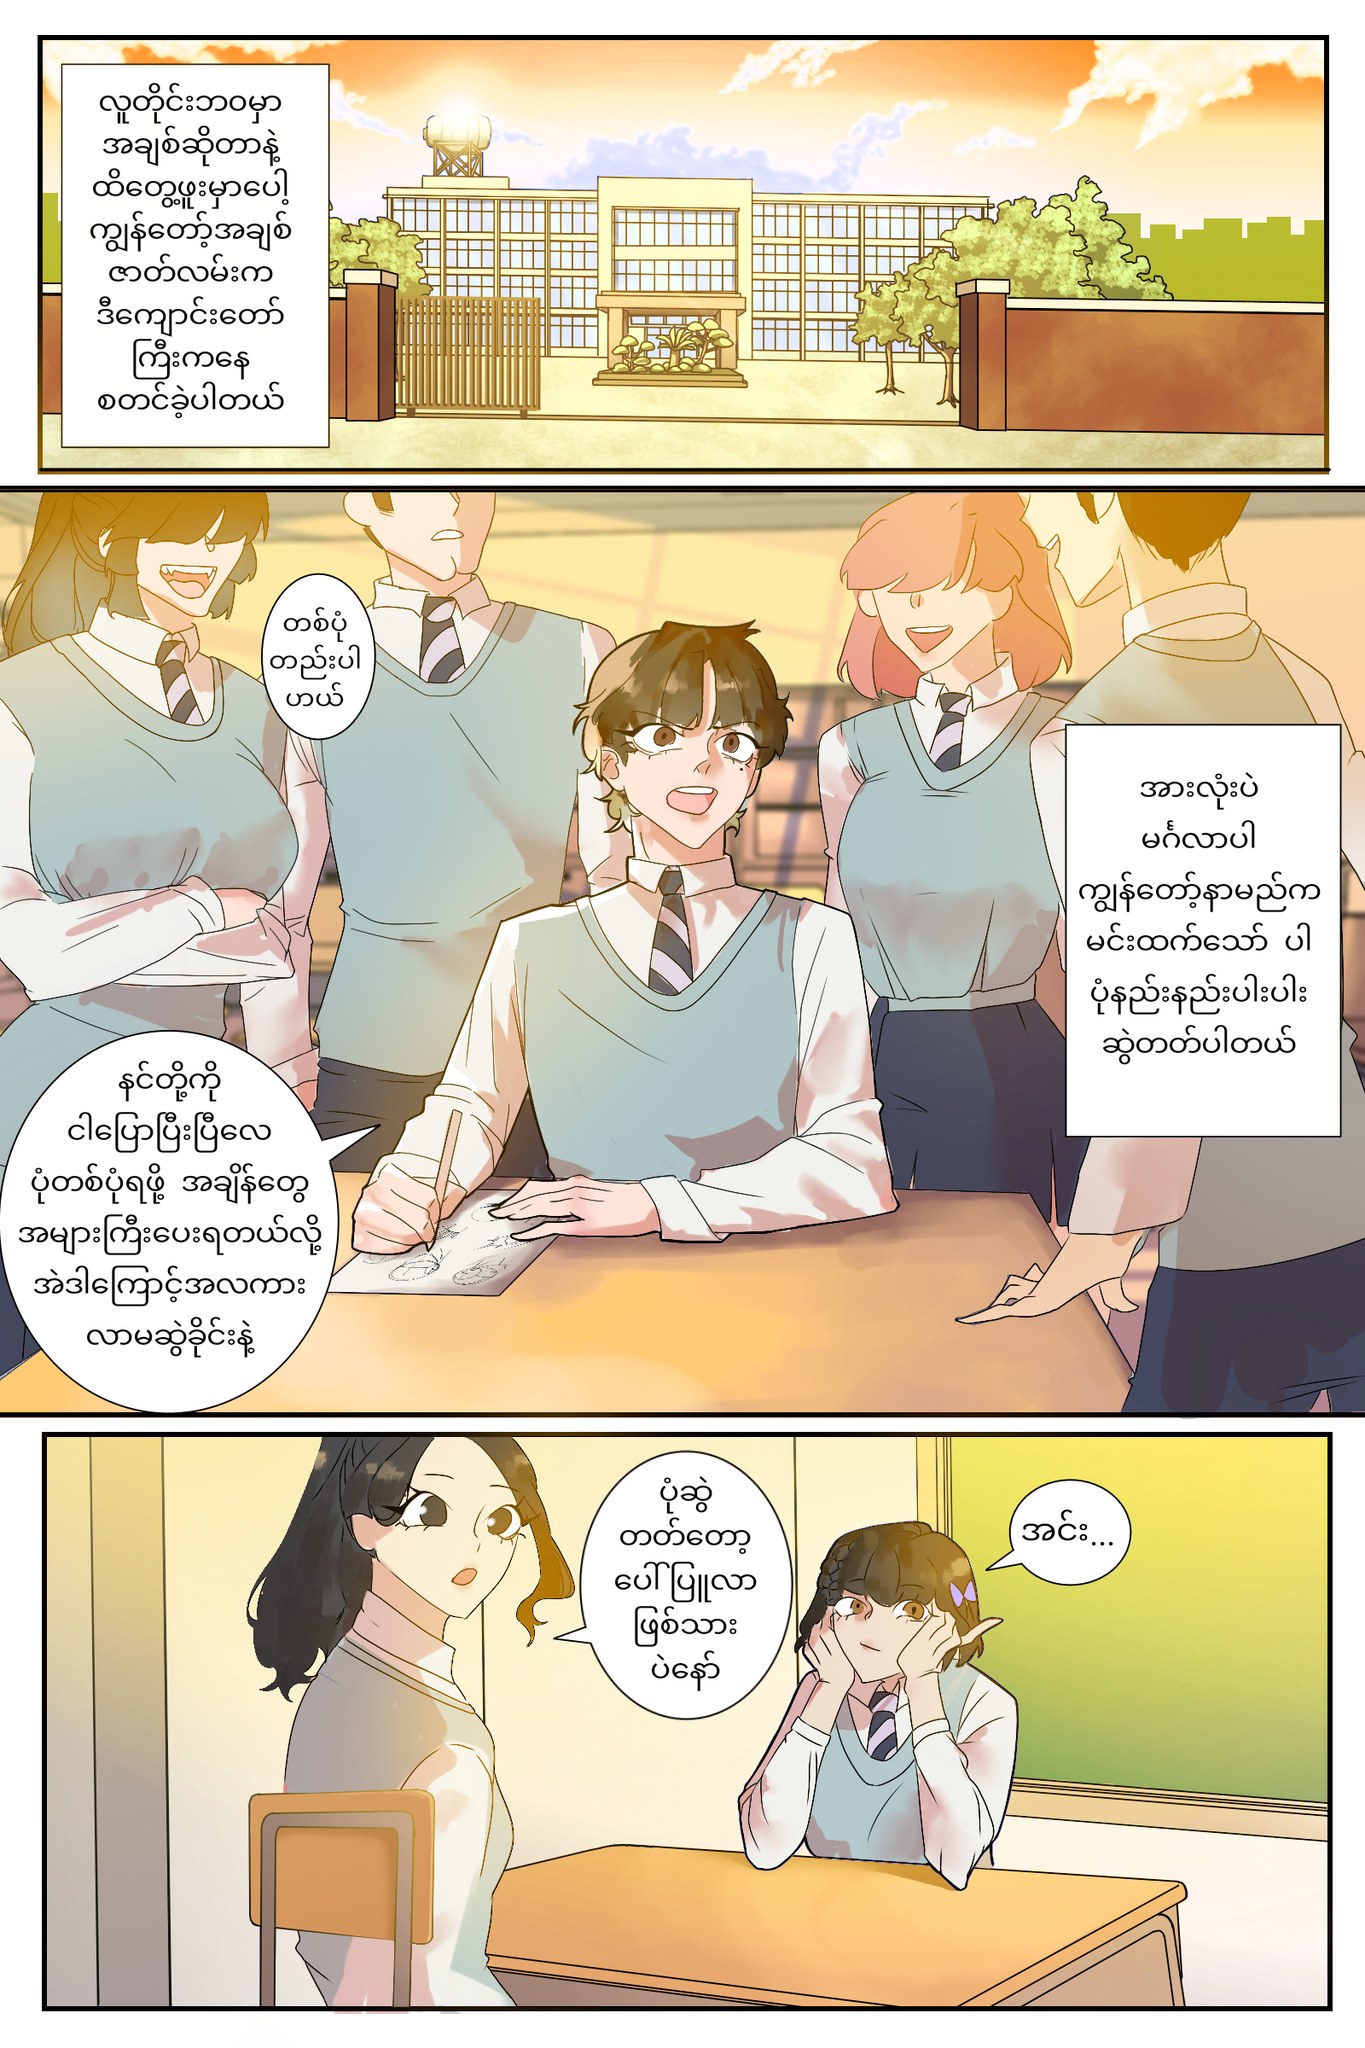 လူတိုင်းဘဝမှာ
အချစ်ဆိုတာနဲ့
ထိတွေ့ဖူးမှာပေါ့
ကျွန်တော့်အချစ်
ဇာတ်လမ်းက
ဒီကျောင်းတော်
ကြီးကနေ
စတင်ခဲ့ပါတယ်
တစ်ပုံ
တည်းပါ
ဟယ်
အားလုံးပဲ
မင်္ဂလာပါ
ကျွန်တော့်နာမည်က
မင်းထက်သော် ပါ
ပုံနည်းနည်းပါးပါး
ဆွဲတတ်ပါတယ်
နင်တို့ကို
ငါပြောပြီးပြီလေ
ပုံတစ်ပုံရဖို့ အချိန်တွေ
အများကြီးပေးရတယ်လို့
အဲဒါကြောင့်အလကား
လာမဆွဲခိုင်းနဲ့
ပုံဆွဲ
တတ်တော့
ပေါ်ပြူလာ
ဖြစ်သား
ပဲနော်
အင်း...